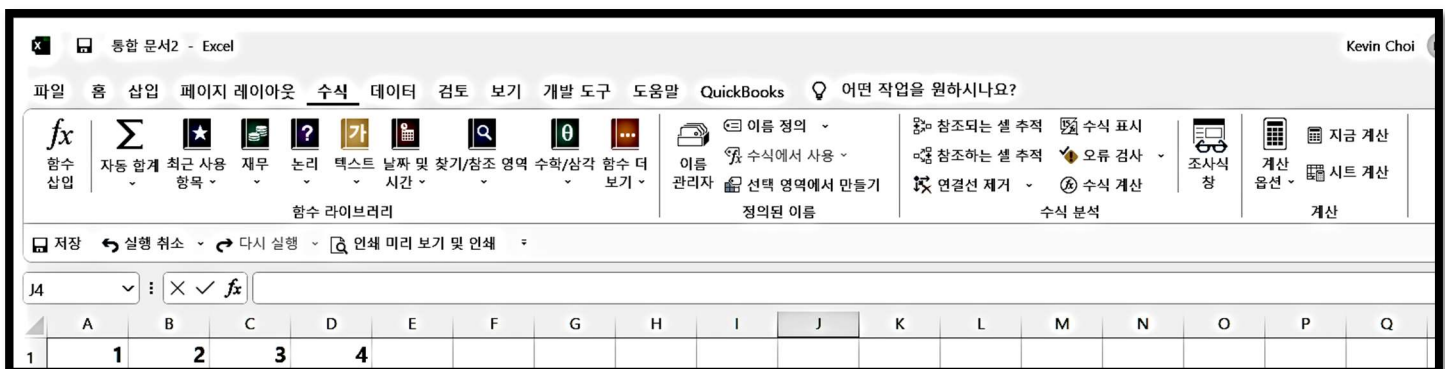 통합 문서2 - Excel
Kevin Choi
파일 홈 삽입 페이지 레이아웃 수식 데이터 검토 보기 개발 도구 도움말 QuickBooks 어떤 작업을 원하시나요?
fx 함수 삽입
자동 합계
최근 사용 항목
재무
논리
텍스트
날짜 및 시간
찾기/참조 영역
수학/삼각
함수 더 보기
함수 라이브러리
이름 관리자
이름 정의
수식에서 사용
선택 영역에서 만들기
정의된 이름
참조되는 셀 추적
참조하는 셀 추적
연결선 제거
수식 표시
오류 검사
수식 계산
수식 분석
조사식 창
계산 옵션
지금 계산
시트 계산
계산
저장 실행 취소 다시 실행 인쇄 미리 보기 및 인쇄
J4 fx
A B C D E F G H I J K L M N O P Q
1 1 2 3 4